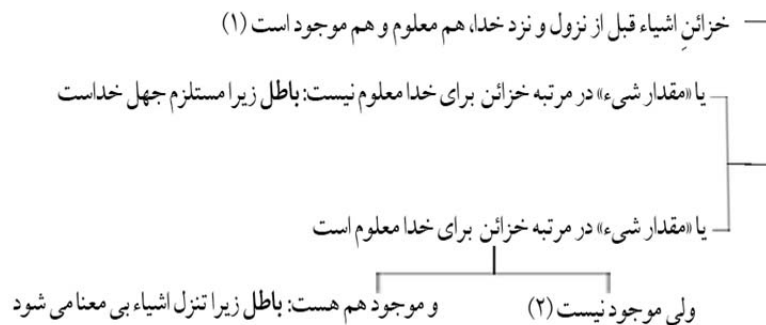 خزائنِ اشیاء قبل از نزول و نزد خدا، هم معلوم و هم موجود است (۱)
یا «مقدار شیء» در مرتبه خزائن برای خدا معلوم نیست: باطل زیرا مستلزم جهل خداست
یا «مقدار شیء» در مرتبه خزائن برای خدا معلوم است
ولی موجود نیست (۲)
و موجود هم هست: باطل زیرا تنزل اشیاء بی معنا می شود